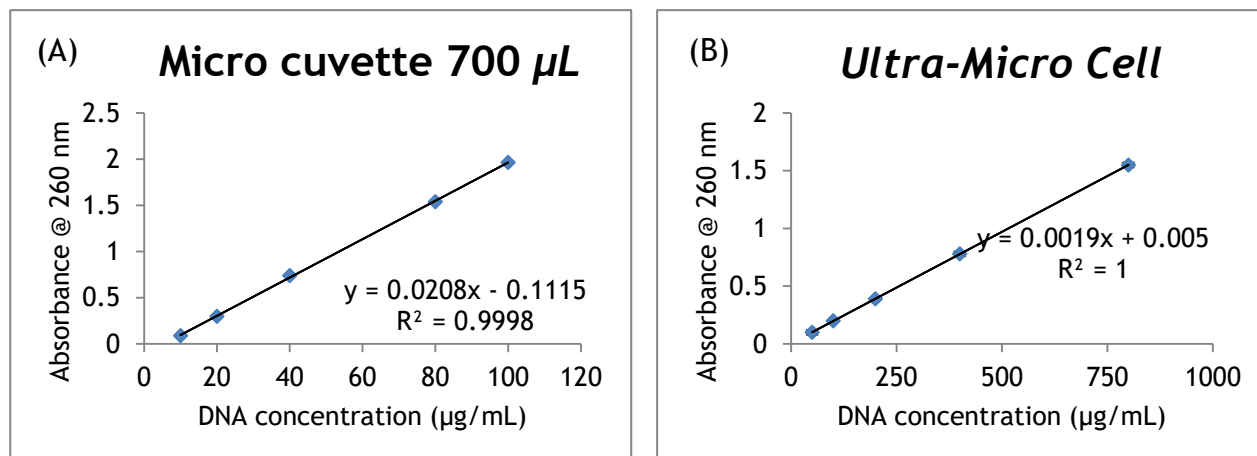 (A)
Micro cuvette 700 µL
Absorbance @ 260 nm
2.5
2
1.5
1
0.5
0
y = 0.0208x - 0.1115
R² = 0.9998
0 20 40 60 80 100 120
DNA concentration (µg/mL)
(B)
Ultra-Micro Cell
Absorbance @ 260 nm
2
1.5
1
0.5
0
y = 0.0019x + 0.005
R² = 1
0 250 500 750 1000
DNA concentration (µg/mL)